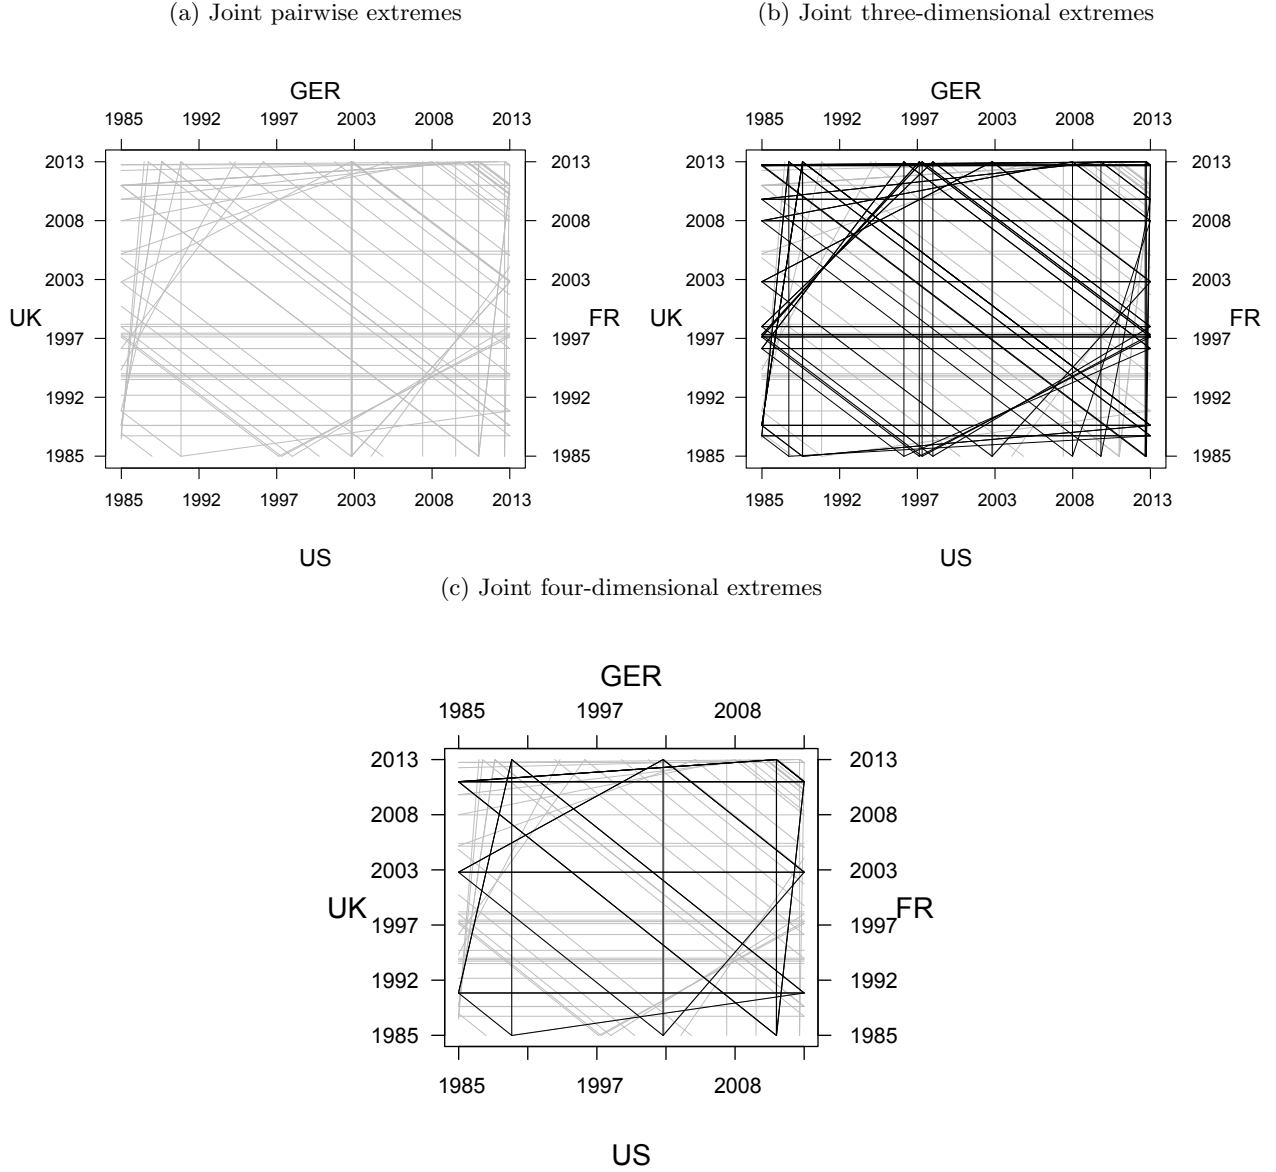 (a) Joint pairwise extremes
(b) Joint three-dimensional extremes
GER
1985 1992 1997 2003 2008 2013
2013
2008
2003
1997
1992
1985
UK
2013
2008
2003
1997
1992
1985
FR
1985 1992 1997 2003 2008 2013
US
GER
1985 1992 1997 2003 2008 2013
2013
2008
2003
1997
1992
1985
UK
2013
2008
2003
1997
1992
1985
FR
1985 1992 1997 2003 2008 2013
US
(c) Joint four-dimensional extremes
GER
1985 1997 2008
2013
2008
2003
1997
1992
1985
UK
2013
2008
2003
1997
1992
1985
FR
1985 1997 2008
US